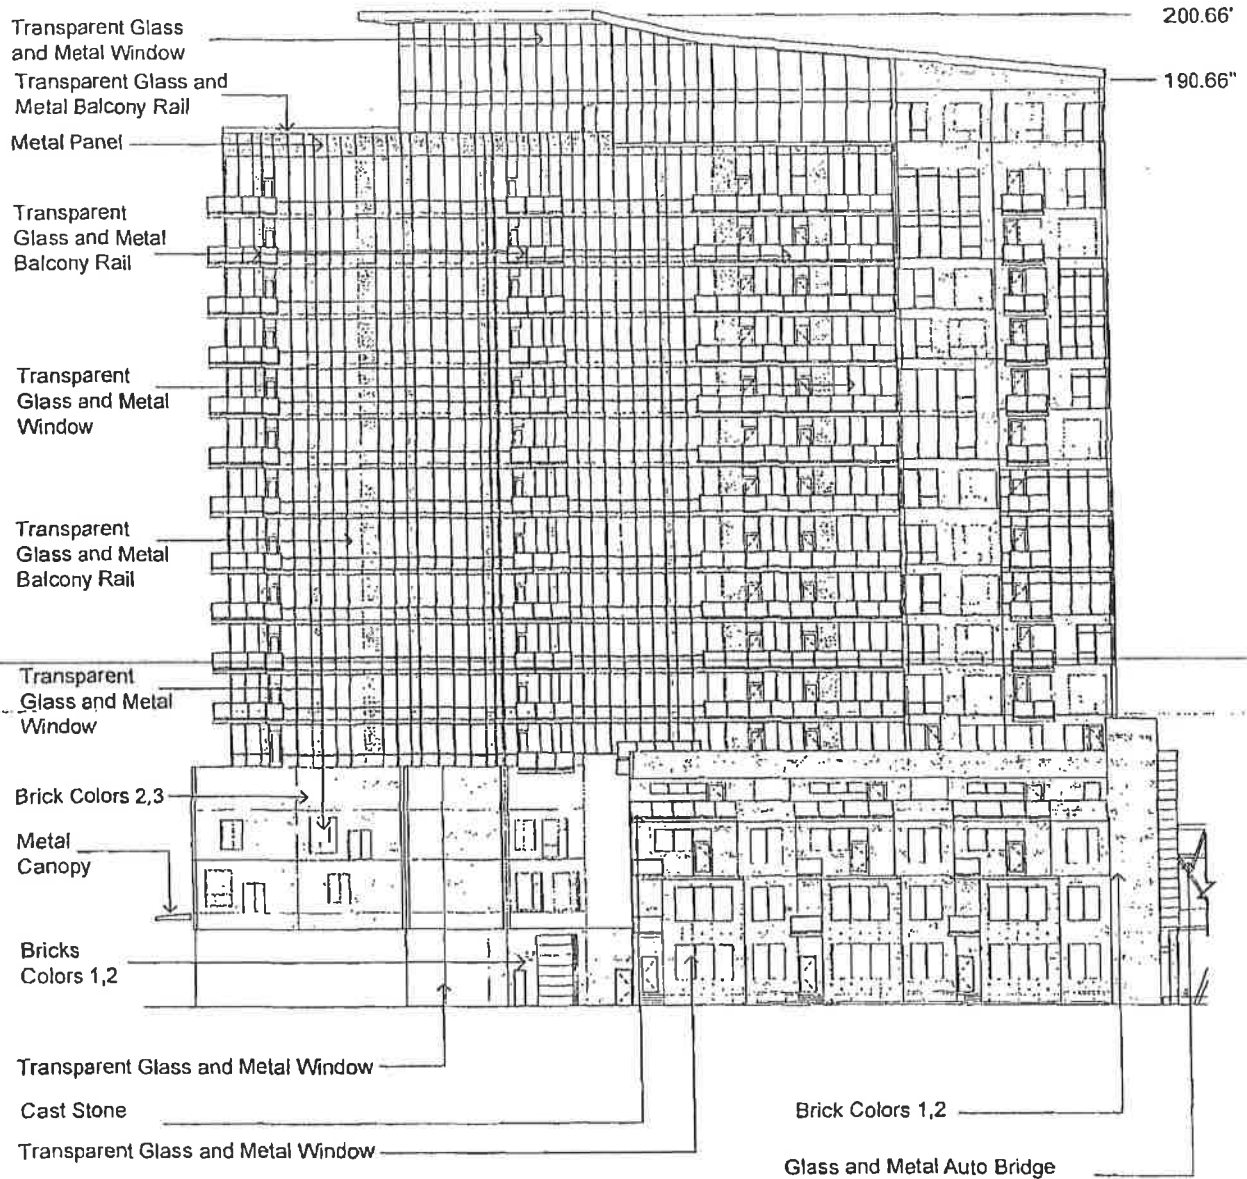 200.66'
Transparent Glass
and Metal Window
Transparent Glass and
Metal Balcony Rail
190.66"
Metal Panel
Transparent
Glass and Metal
Balcony Rail
Transparent
Glass and Metal
Window
Transparent
Glass and Metal
Balcony Rail
Transparent
Glass and Metal
Window
Brick Colors 2,3
Metal
Canopy
Bricks
Colors 1,2
Transparent Glass and Metal Window
Cast Stone
Brick Colors 1,2
Transparent Glass and Metal Window
Glass and Metal Auto Bridge